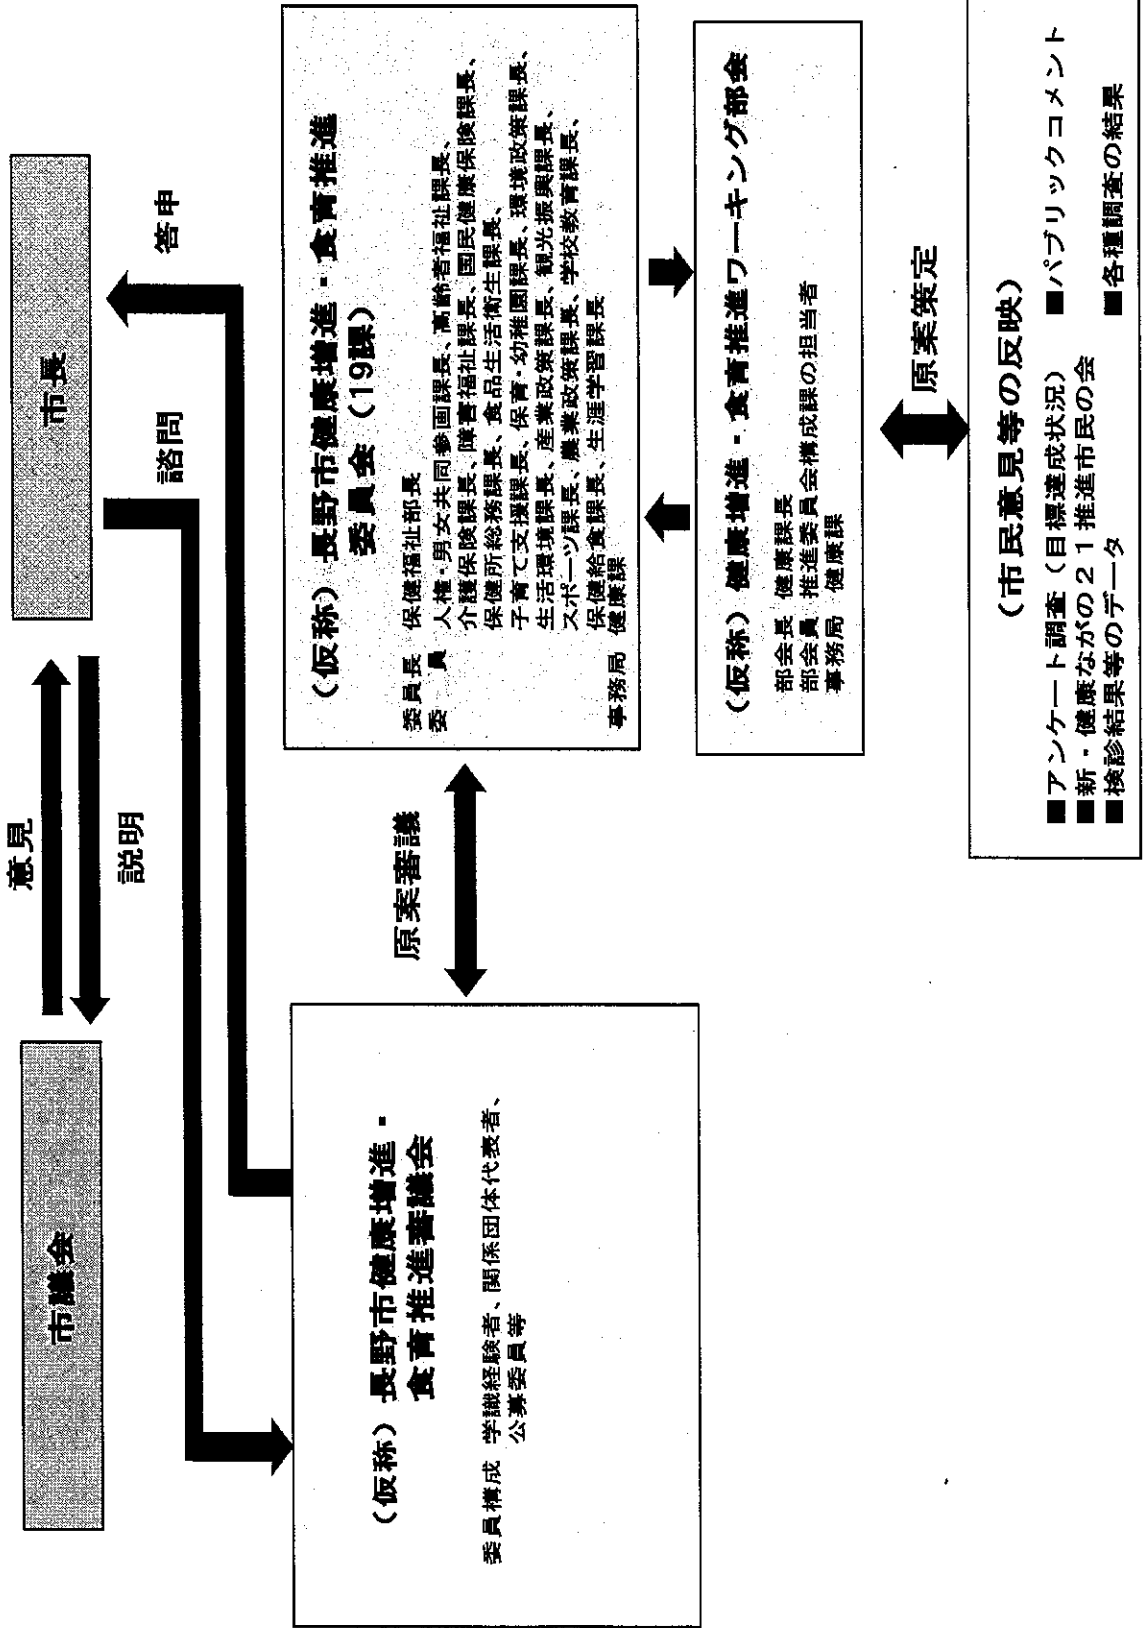 市議会
意見
説明
市長
諮問
答申
（仮称）長野市健康増進・
食育推進審議会
委員構成 学識経験者、関係団体代表者、
公募委員等
原案審議
（仮称）長野市健康増進・食育推進
委員会（19課）
委員長 保健福祉部長
委　員 人権・男女共同参画課長、高齢者福祉課長、
介護保険課長、障害福祉課長、国民健康保険課長、
保健所総務課長、食品生活衛生課長、
子育て支援課長、保育・幼稚園課長、環境政策課長、
生活環境課長、産業政策課長、観光振興課長、
スポーツ課長、農業政策課長、学校教育課長、
保健給食課長、生涯学習課長
事務局 健康課
（仮称）健康増進・食育推進ワーキング部会
部会長 健康課長
部会員 推進委員会構成課の担当者
事務局 健康課
原案策定
（市民意見等の反映）
■アンケート調査（目標達成状況） ■パブリックコメント
■新・健康ながの２１推進市民の会
■検診結果等のデータ ■各種調査の結果